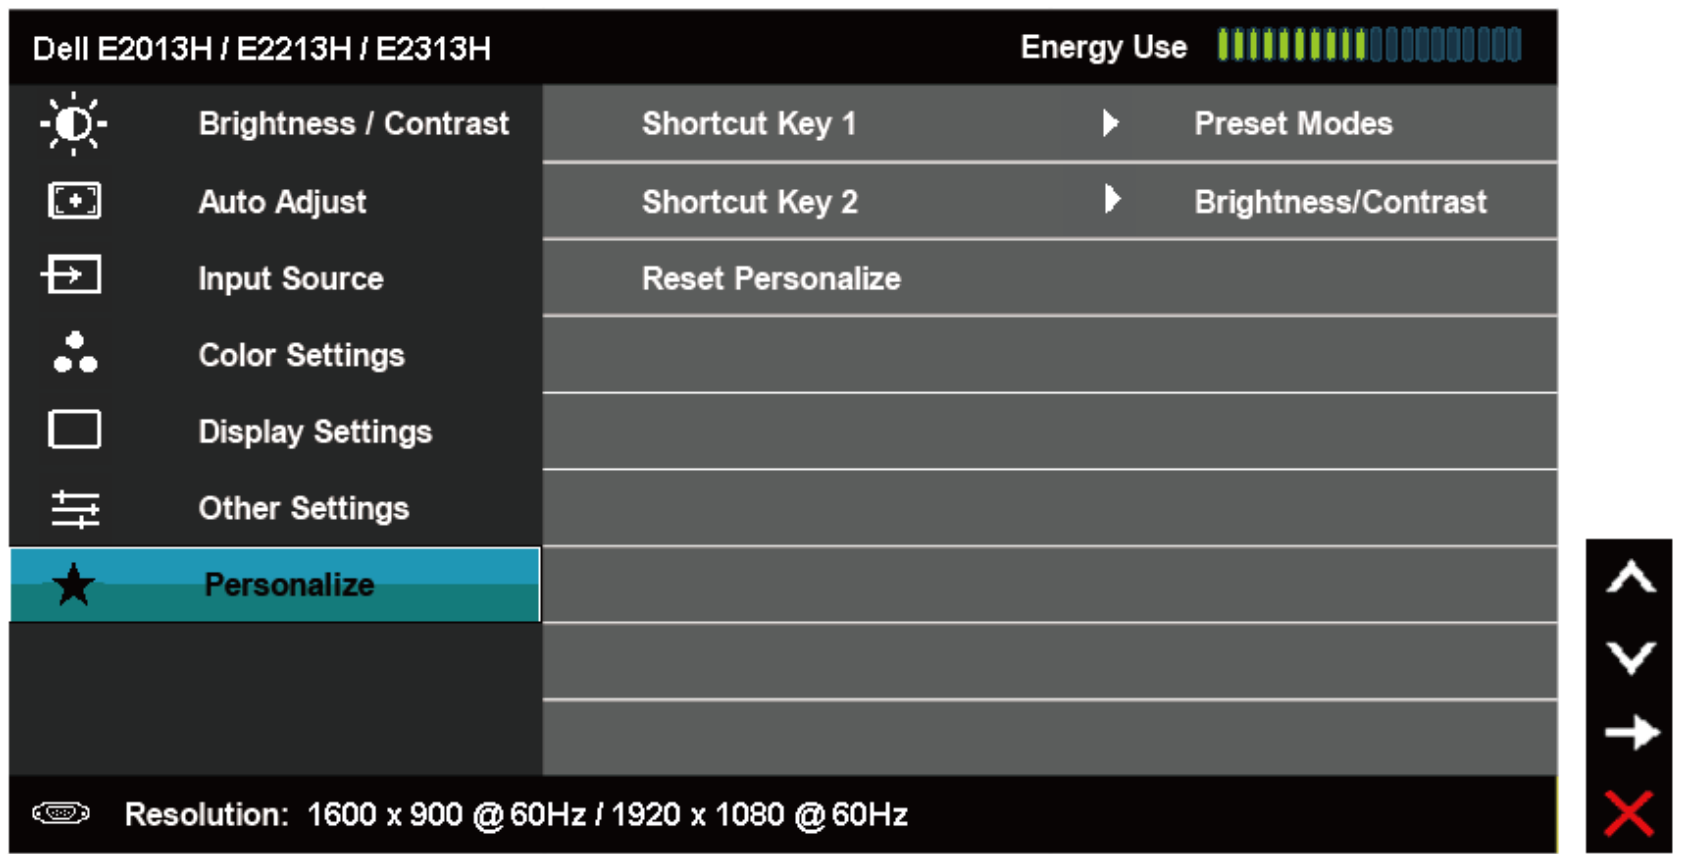 Dell E2013H / E2213H / E2313H
Energy Use
Brightness / Contrast
Shortcut Key 1
Preset Modes
Auto Adjust
Shortcut Key 2
Brightness/Contrast
Input Source
Reset Personalize
Color Settings
Display Settings
Other Settings
Personalize
Resolution: 1600 x 900 @ 60Hz / 1920 x 1080 @ 60Hz